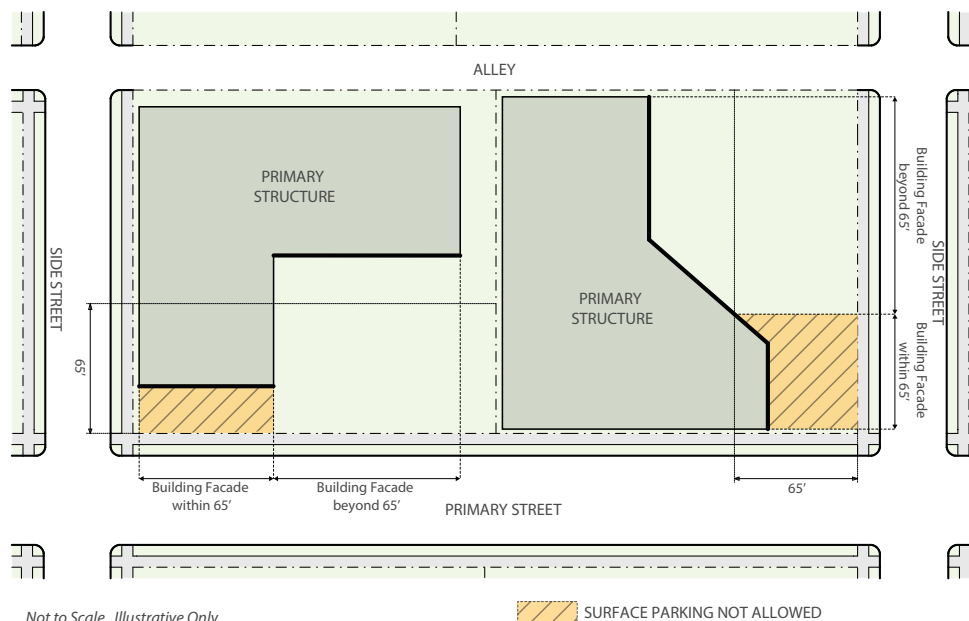 ALLEY
PRIMARY
STRUCTURE
PRIMARY
STRUCTURE
SIDE STREET
SIDE STREET
65'
Building Facade
beyond 65'
Building Facade
within 65'
Building Facade
within 65'
Building Facade
beyond 65'
65'
PRIMARY STREET
Not to Scale. Illustrative Only.
SURFACE PARKING NOT ALLOWED